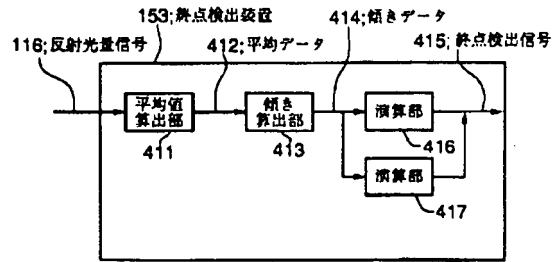 153;終点検出装置
414;傾きデータ
116;反射光量信号
412;平均データ
415;終点検出信号
平均値
算出部
411
傾き
算出部
413
演算部
416
演算部
417